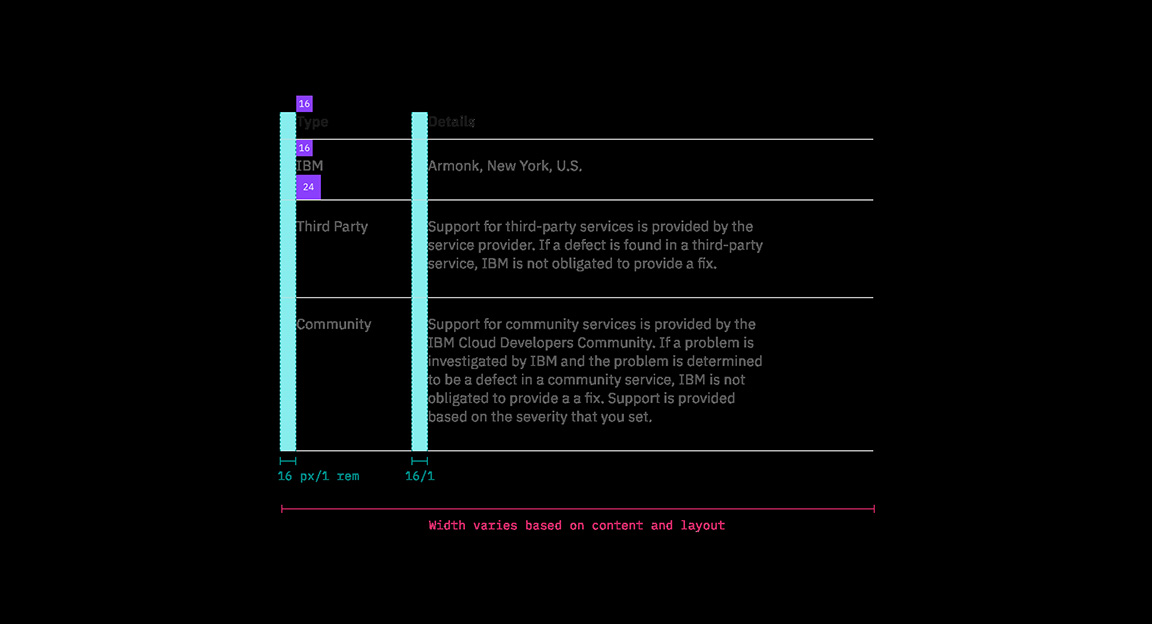 16
Type Details
16
IBM Armonk, New York, U.S.
24
Third Party Support for third-party services is provided by the
service provider. If a defect is found in a third-party
service, IBM is not obligated to provide a fix.
Community Support for community services is provided by the
IBM Cloud Developers Community. If a problem is
investigated by IBM and the problem is determined
to be a defect in a community service, IBM is not
obligated to provide a a fix. Support is provided
based on the severity that you set.
16 px/1 rem 16/1
Width varies based on content and layout